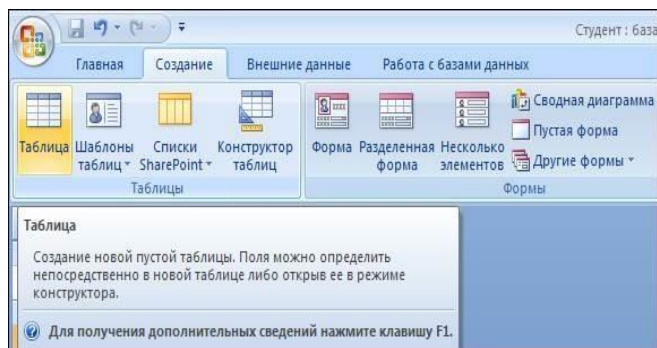 Студент : база
Главная Создание Внешние данные Работа с базами данных
Таблица Шаблоны таблиц Списки SharePoint Конструктор таблиц
Таблицы
Форма Разделенная форма Несколько элементов
Сводная диаграмма
Пустая форма
Другие формы
Формы
Таблица
Создание новой пустой таблицы. Поля можно определить
непосредственно в новой таблице либо открыв ее в режиме
конструктора.
Для получения дополнительных сведений нажмите клавишу F1.